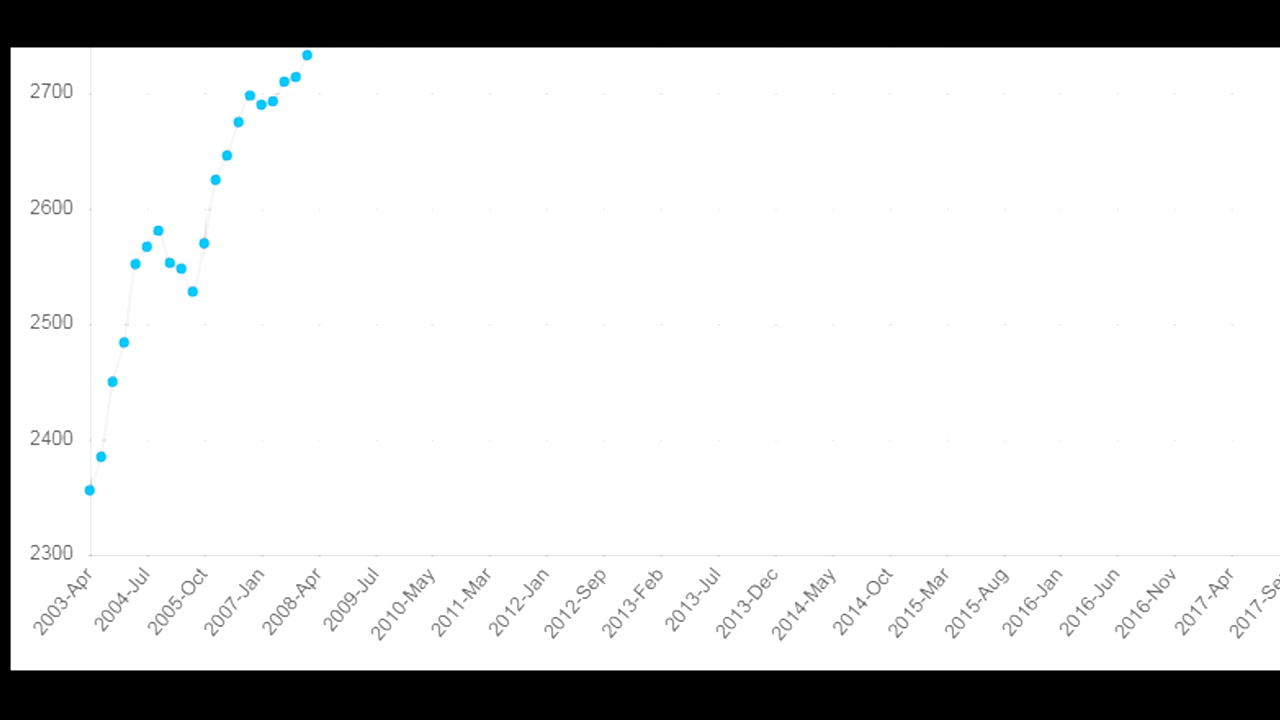 2700
2600
2500
2400
2300
2003-Apr
2004-Jul
2005-Oct
2007-Jan
2008-Apr
2009-Jul
2010-May
2011-Mar
2012-Jan
2012-Sep
2013-Feb
2013-Jul
2013-Dec
2014-May
2014-Oct
2015-Mar
2015-Aug
2016-Jan
2016-Jun
2016-Nov
2017-Apr